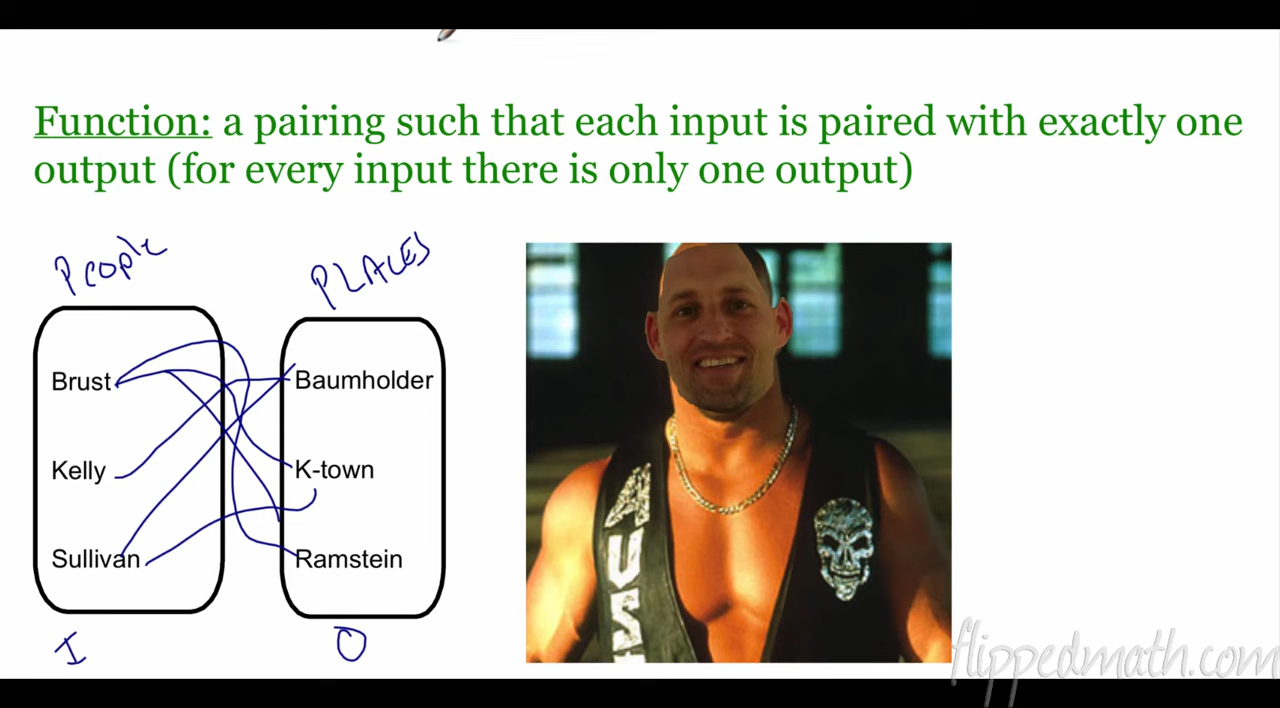 Function: a pairing such that each input is paired with exactly one
output (for every input there is only one output)
People
PLACES
Brust
Baumholder
Kelly
K-town
Sullivan
Ramstein
I
O
AUS
flippedmath.com